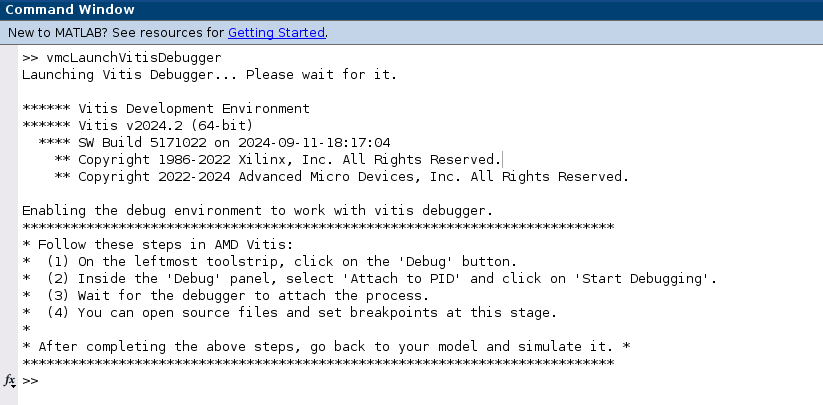 Command Window
New to MATLAB? See resources for Getting Started.
>> vmcLaunchVitisDebugger
Launching Vitis Debugger... Please wait for it.
****** Vitis Development Environment
****** Vitis v2024.2 (64-bit)
  **** SW Build 5171022 on 2024-09-11-18:17:04
    ** Copyright 1986-2022 Xilinx, Inc. All Rights Reserved.
    ** Copyright 2022-2024 Advanced Micro Devices, Inc. All Rights Reserved.
Enabling the debug environment to work with vitis debugger.
**************************************************************************
* Follow these steps in AMD Vitis:
*  (1) On the leftmost toolstrip, click on the 'Debug' button.
*  (2) Inside the 'Debug' panel, select 'Attach to PID' and click on 'Start Debugging'.
*  (3) Wait for the debugger to attach the process.
*  (4) You can open source files and set breakpoints at this stage.
*
* After completing the above steps, go back to your model and simulate it. *
**************************************************************************
fx >>